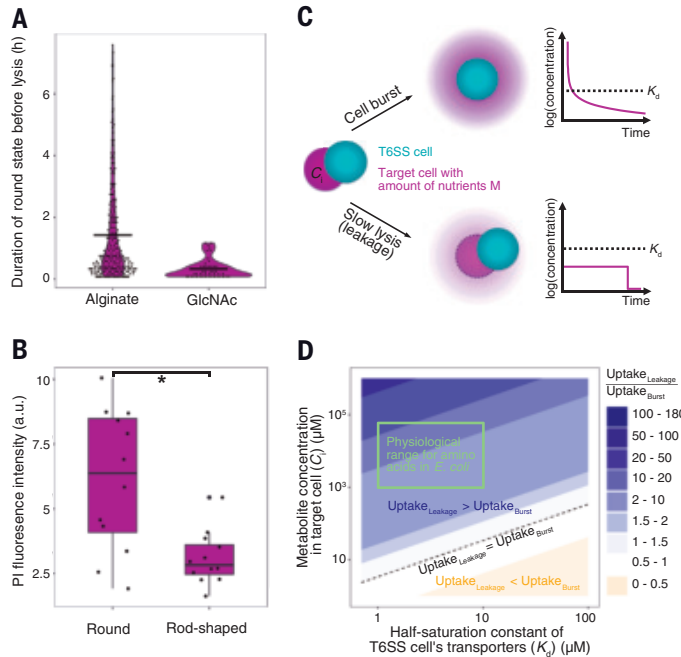 A
Duration of round state before lysis (h)
6
4
2
0
Alginate
GlcNAc
B
PI fluoresence intensity (a.u.)
10
7.5
5
2.5
*
Round
Rod-shaped
C
Cell burst
Slow lysis
(leakage)
Ci
T6SS cell
Target cell with
amount of nutrients M
log(concentration)
Kd
Time
log(concentration)
Kd
Time
D
Metabolite concentration
in target cell (Ci) (µM)
10⁵
10³
10
Physiological
range for amino
acids in E. coli
UptakeLeakage > UptakeBurst
UptakeLeakage = UptakeBurst
UptakeLeakage < UptakeBurst
1
10
100
Half-saturation constant of
T6SS cell's transporters (Kd) (µM)
UptakeLeakage
UptakeBurst
100 - 180
50 - 100
20 - 50
10 - 20
2 - 10
1.5 - 2
1 - 1.5
0.5 - 1
0 - 0.5